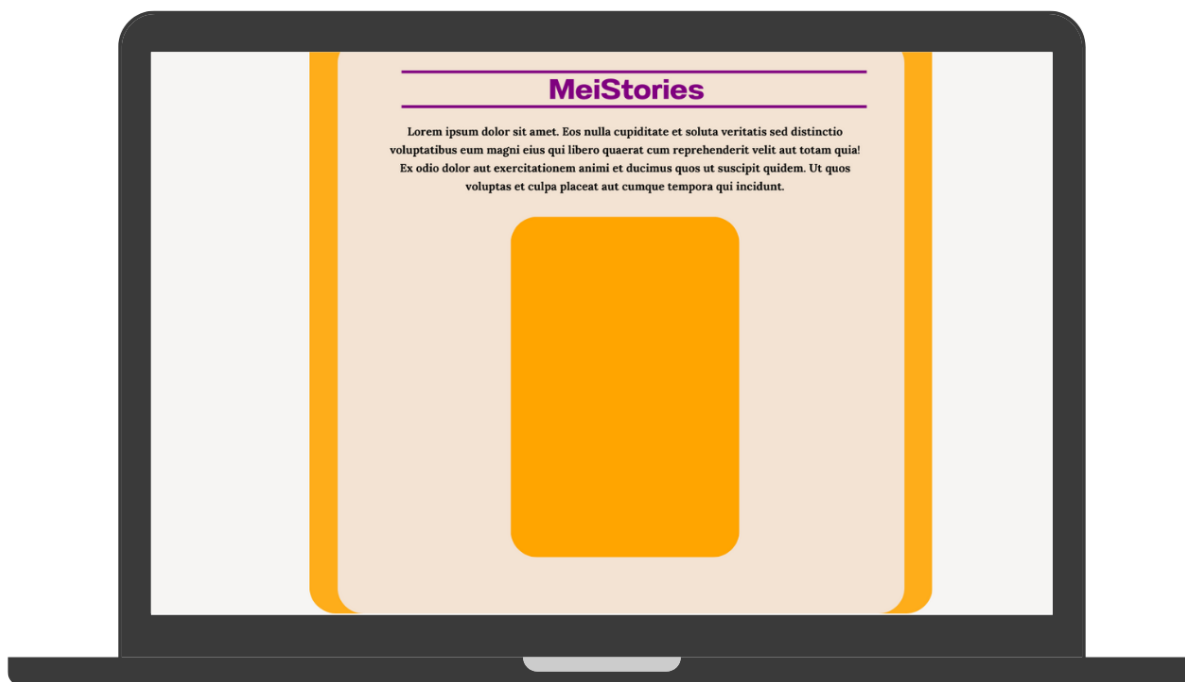 MeiStories
Lorem ipsum dolor sit amet. Eos nulla cupiditate et soluta veritatis sed distinctio
voluptatibus eum magni eius qui libero quaerat cum reprehenderit velit aut totam quia!
Ex odio dolor aut exercitationem animi et ducimus quos ut suscipit quidem. Ut quos
voluptas et culpa placeat aut cumque tempora qui incidunt.